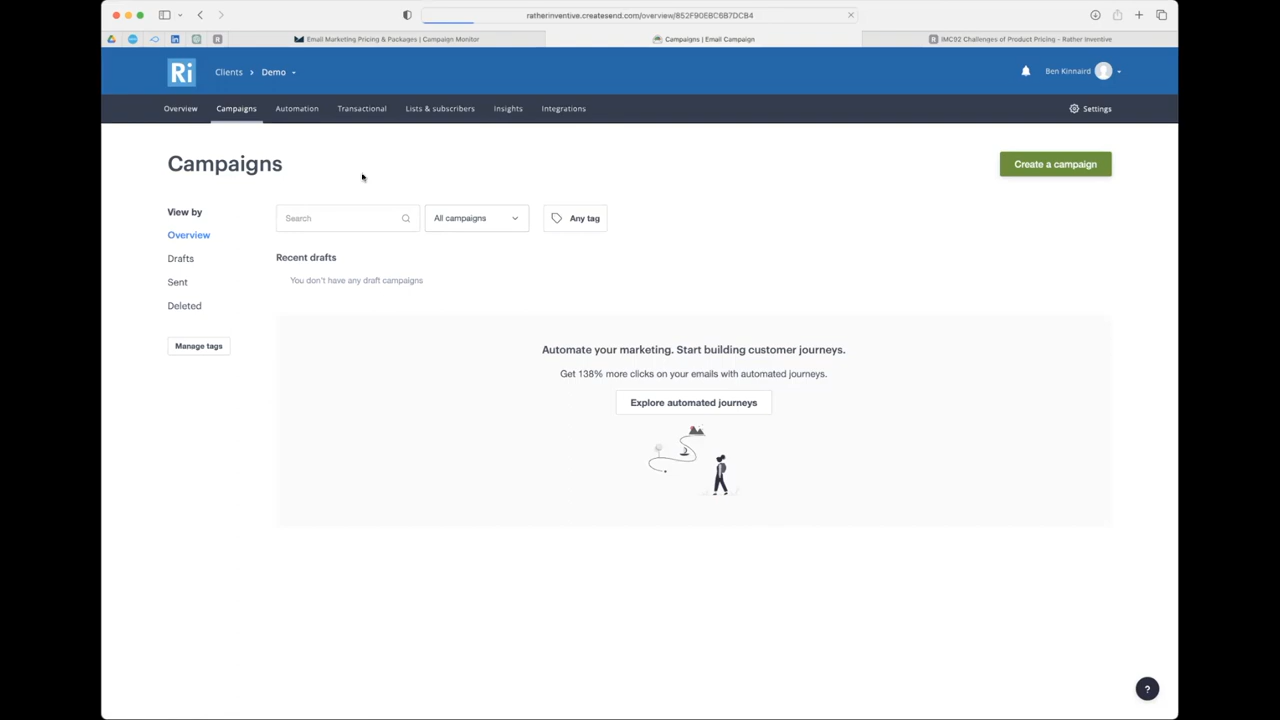 ratherinventive.createsend.com/overview/852F90EBC6B7DCB4
Email Marketing Pricing & Packages | Campaign Monitor
Campaigns | Email Campaign
IMC92 Challenges of Product Pricing - Rather Inventive
Ri
Clients > Demo
Ben Kinnaird
Overview
Campaigns
Automation
Transactional
Lists & subscribers
Insights
Integrations
Settings
Campaigns
Create a campaign
View by
Overview
Drafts
Sent
Deleted
Manage tags
Search
All campaigns
Any tag
Recent drafts
You don't have any draft campaigns
Automate your marketing. Start building customer journeys.
Get 138% more clicks on your emails with automated journeys.
Explore automated journeys
?